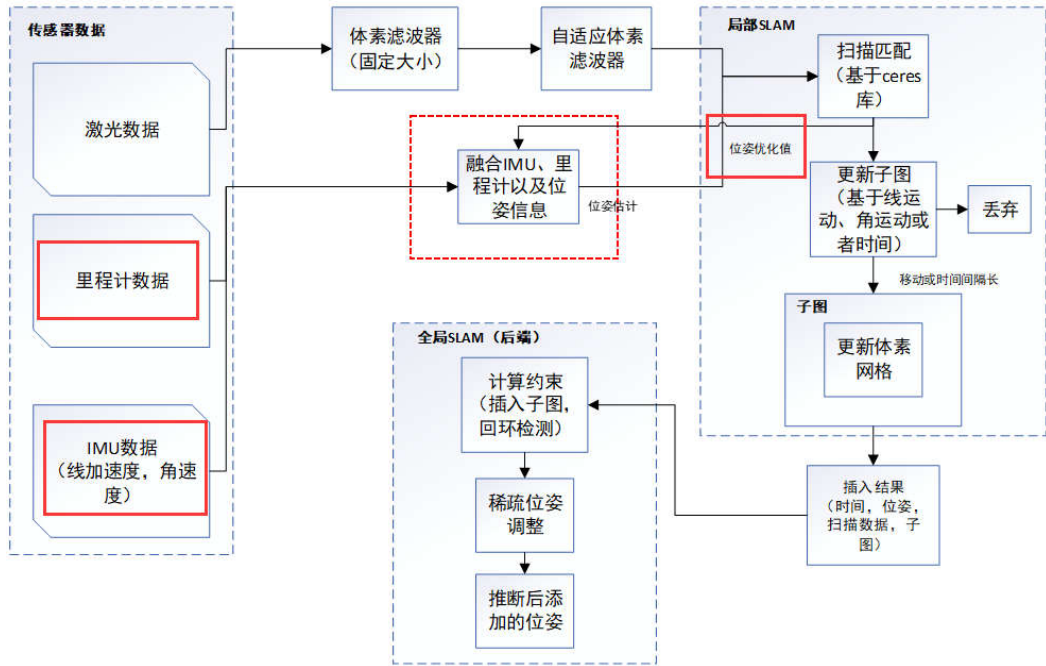 传感器数据
激光数据
里程计数据
IMU数据
（线加速度，角速
度）
体素滤波器
（固定大小）
自适应体素
滤波器
融合IMU、里
程计以及位
姿信息
位姿估计
局部SLAM
扫描匹配
（基于ceres
库）
位姿优化值
更新子图
（基于线运
动、角运动或
者时间）
丢弃
移动或时间间隔长
子图
更新体素
网格
插入结果
（时间，位姿，
扫描数据，子
图）
全局SLAM（后端）
计算约束
（插入子图，
回环检测）
稀疏位姿
调整
推断后添
加的位姿